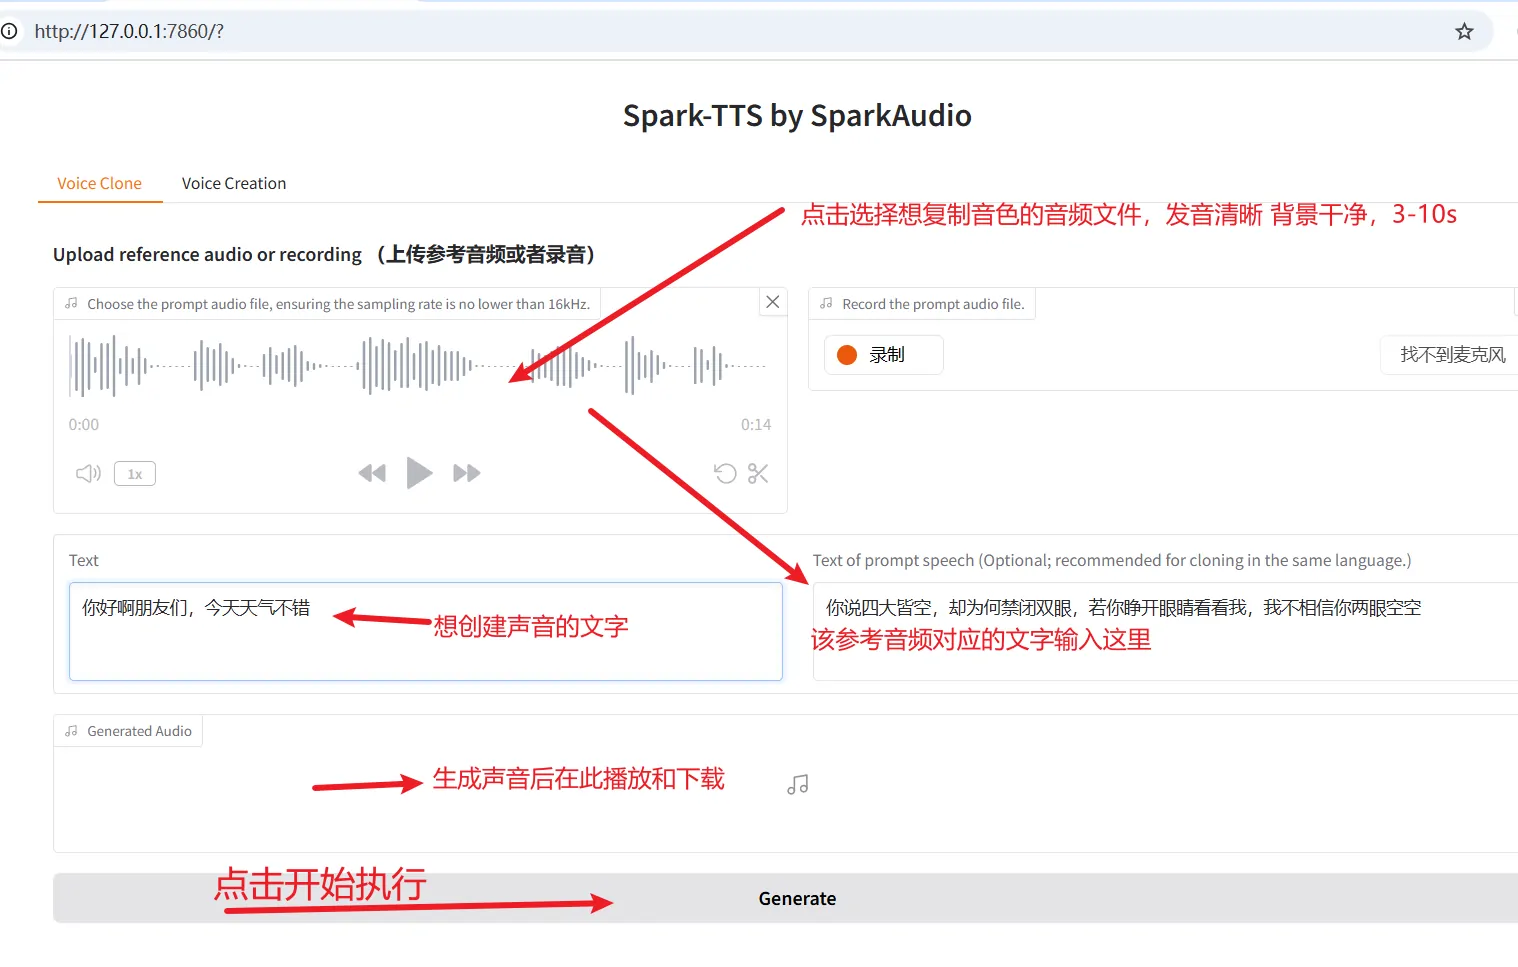 http://127.0.0.1:7860/?
Spark-TTS by SparkAudio
Voice Clone
Voice Creation
点击选择想复制音色的音频文件，发音清晰 背景干净，3-10s
Upload reference audio or recording （上传参考音频或者录音）
Choose the prompt audio file, ensuring the sampling rate is no lower than 16kHz.
Record the prompt audio file.
录制
找不到麦克风
0:00
0:14
1x
Text
Text of prompt speech (Optional; recommended for cloning in the same language.)
你好啊朋友们，今天天气不错
想创建声音的文字
你说四大皆空，却为何禁闭双眼，若你睁开眼睛看看我，我不相信你两眼空空
该参考音频对应的文字输入这里
Generated Audio
生成声音后在此播放和下载
点击开始执行
Generate